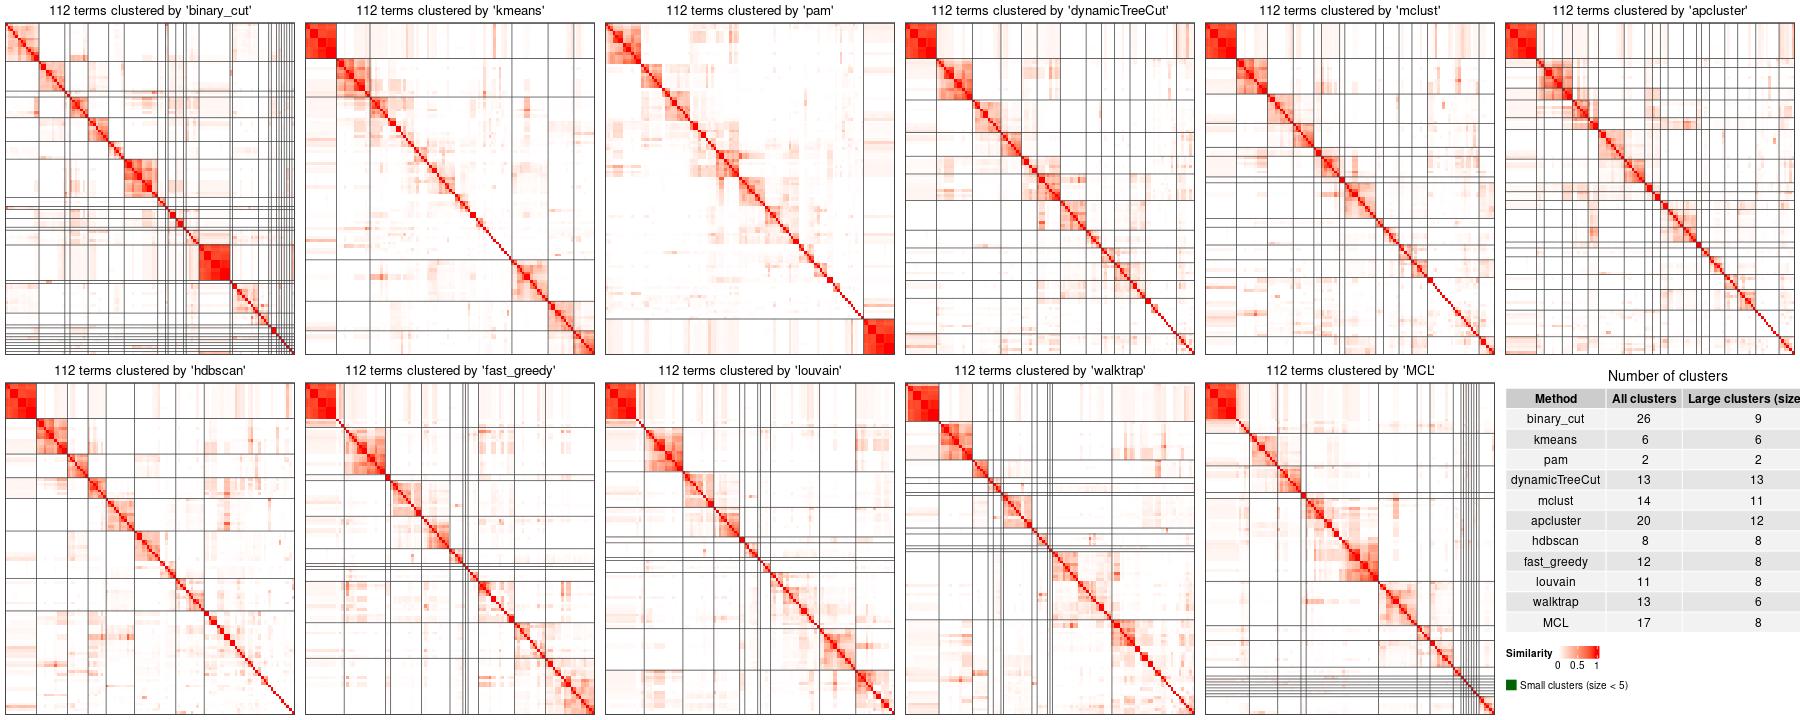 112 terms clustered by 'binary_cut'
112 terms clustered by 'kmeans'
112 terms clustered by 'pam'
112 terms clustered by 'dynamicTreeCut'
112 terms clustered by 'mclust'
112 terms clustered by 'apcluster'
112 terms clustered by 'hdbscan'
112 terms clustered by 'fast_greedy'
112 terms clustered by 'louvain'
112 terms clustered by 'walktrap'
112 terms clustered by 'MCL'
Number of clusters
Method All clusters Large clusters (size
binary_cut 26 9
kmeans 6 6
pam 2 2
dynamicTreeCut 13 13
mclust 14 11
apcluster 20 12
hdbscan 8 8
fast_greedy 12 8
louvain 11 8
walktrap 13 6
MCL 17 8
Similarity
0 0.5 1
Small clusters (size < 5)